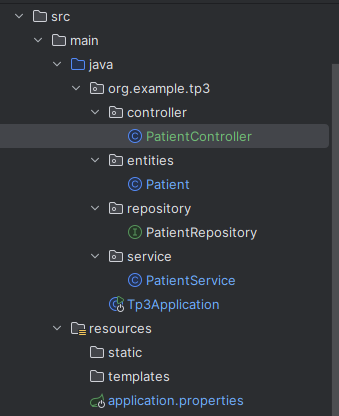 src
main
java
org.example.tp3
controller
PatientController
entities
Patient
repository
PatientRepository
service
PatientService
Tp3Application
resources
static
templates
application.properties